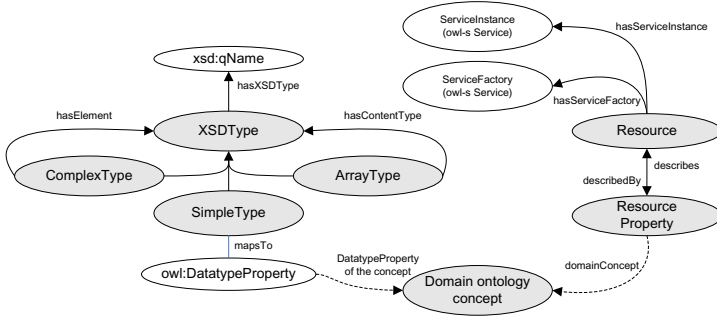 ServiceInstance
(owl-s Service)
hasServiceInstance
xsd:qName
ServiceFactory
(owl-s Service)
hasXSDType
hasServiceFactory
hasElement
hasContentType
XSDType
Resource
ComplexType
ArrayType
describes
describedBy
SimpleType
Resource
Property
mapsTo
owl:DatatypeProperty
DatatypeProperty
of the concept
domainConcept
Domain ontology
concept